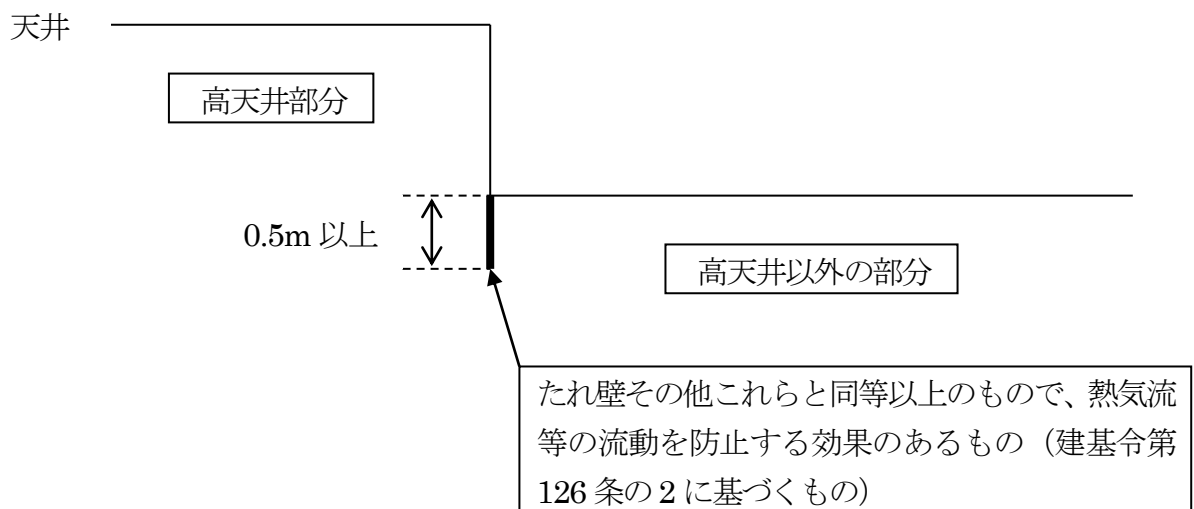 天井
高天井部分
0.5m 以上
高天井以外の部分
たれ壁その他これらと同等以上のもので、熱気流
等の流動を防止する効果のあるもの（建基令第
126 条の 2 に基づくもの）